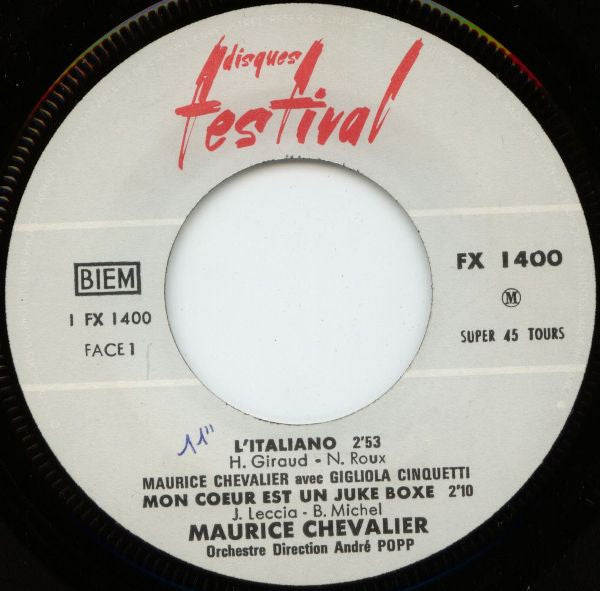 disques
festival
BIEM
1 FX 1400
FACE 1
FX 1400
M
SUPER 45 TOURS
11"
L'ITALIANO 2'53
H. Giraud - N. Roux
MAURICE CHEVALIER avec GIGLIOLA CINQUETTI
MON COEUR EST UN JUKE BOXE 2'10
J. Leccia - B. Michel
MAURICE CHEVALIER
Orchestre Direction André POPP